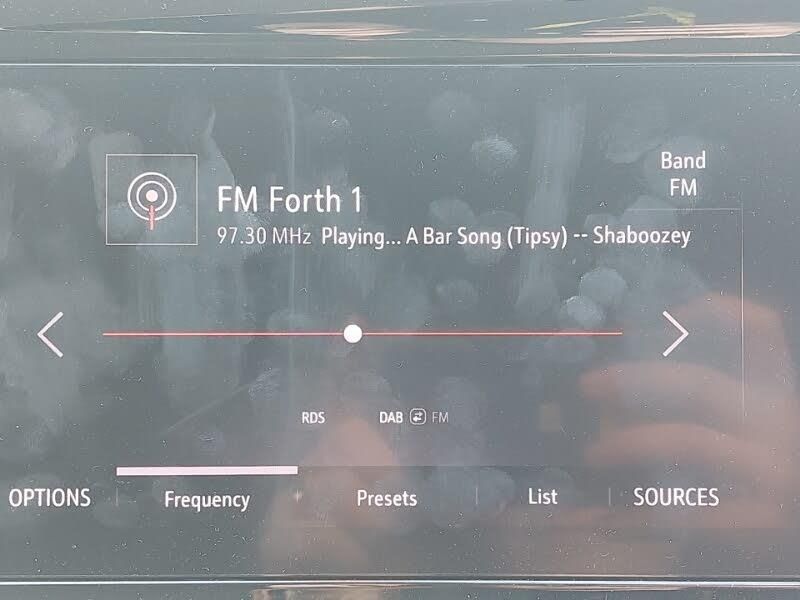 Band
FM
FM Forth 1
97.30 MHz Playing... A Bar Song (Tipsy) -- Shaboozey
RDS DAB FM
OPTIONS Frequency Presets List SOURCES